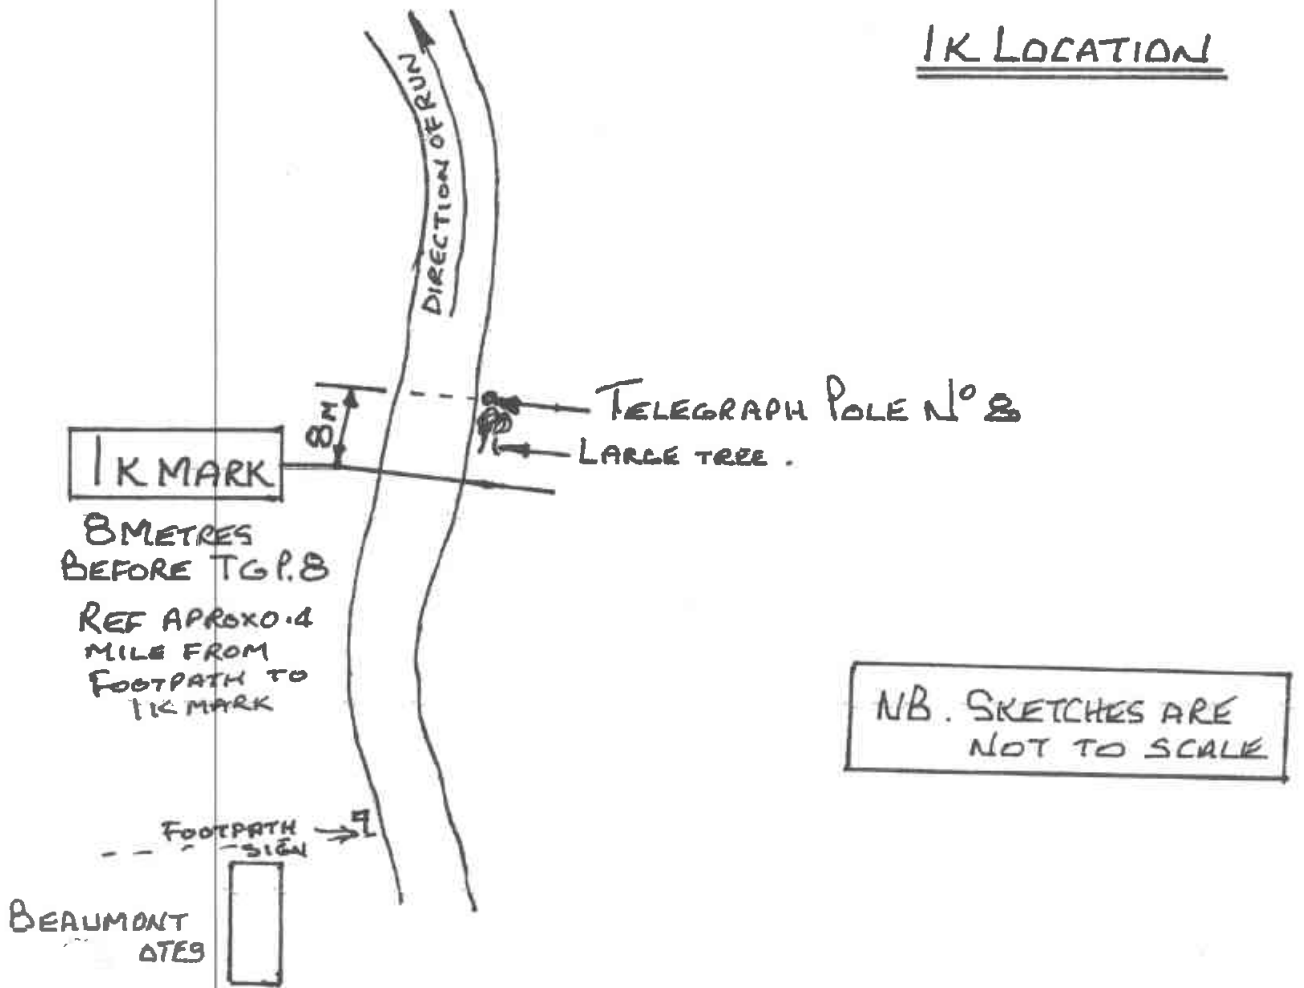 1K LOCATION
DIRECTION OF RUN
8M
TELEGRAPH POLE Nº 8
LARGE TREE .
1K MARK
8 METRES
BEFORE TGP.8
REF APROX 0.4
MILE FROM
FOOTPATH TO
1K MARK
NB. SKETCHES ARE
NOT TO SCALE
FOOTPATH
SIGN
BEAUMONT